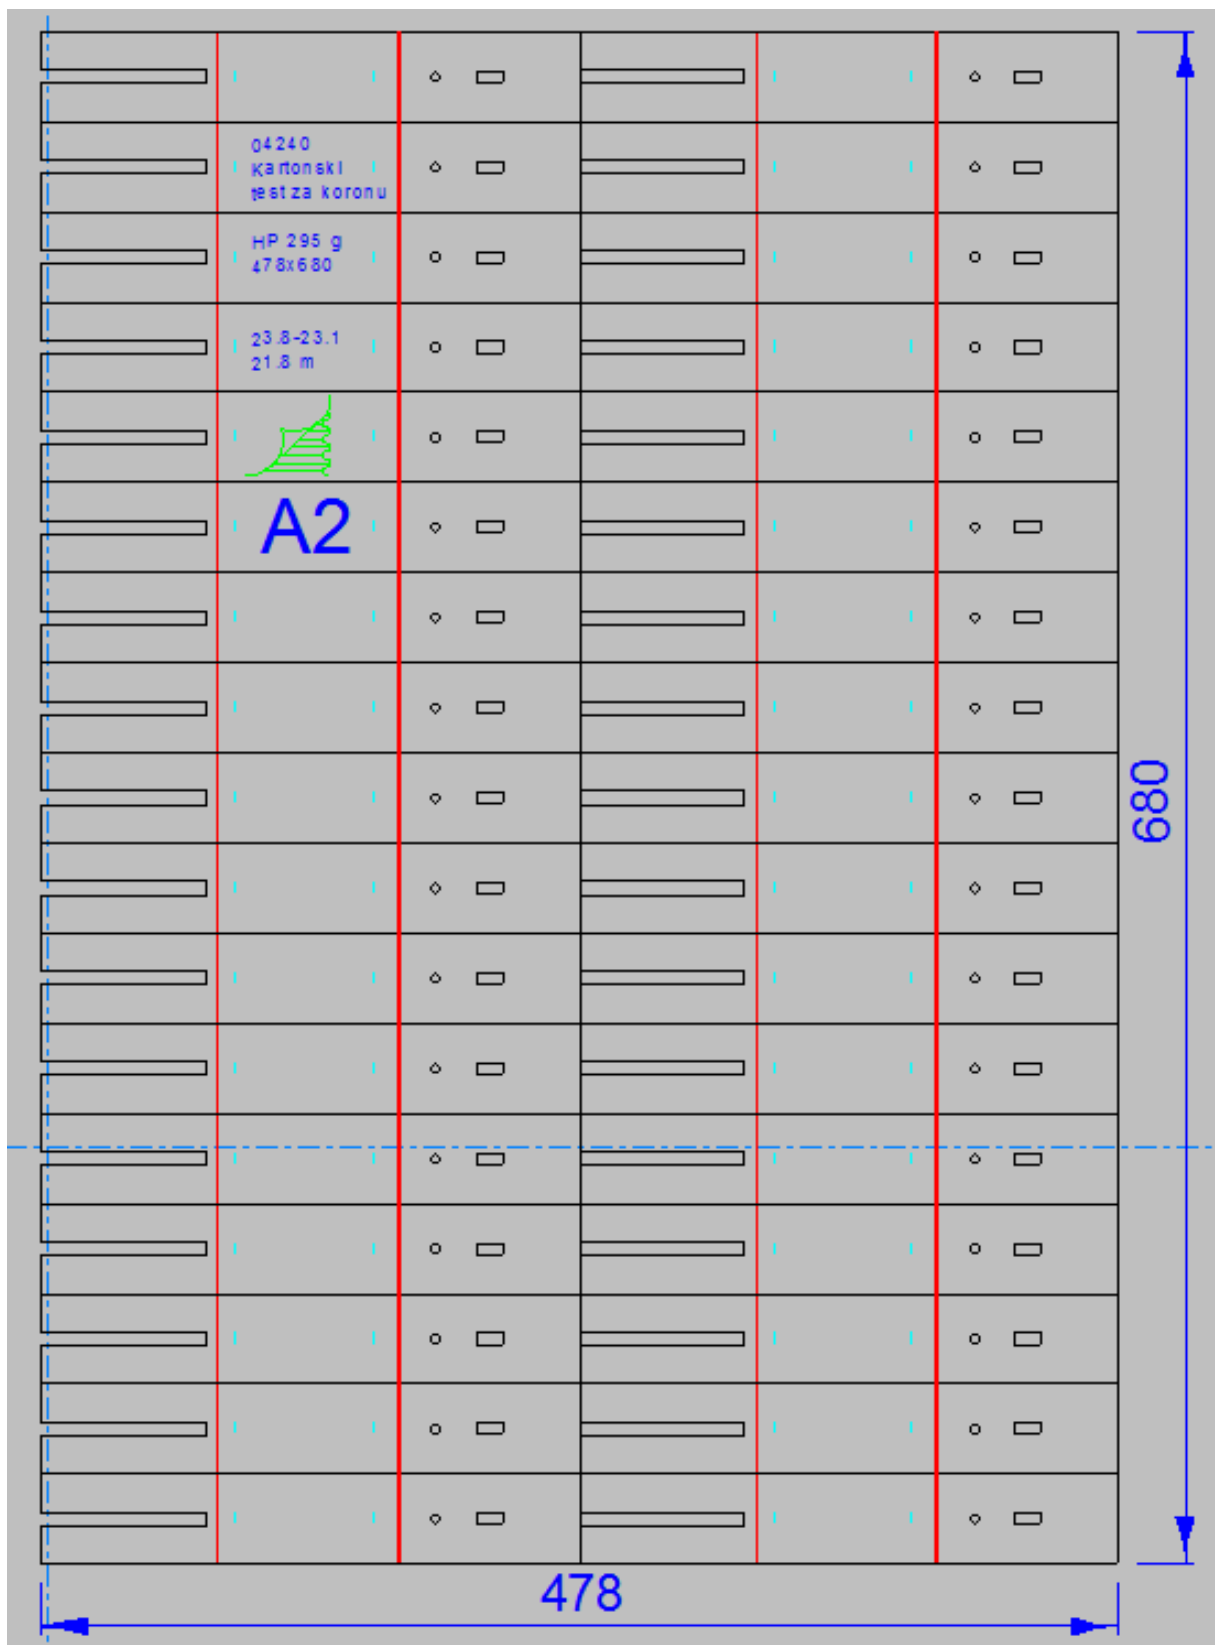 04240
Kartonski
test za koronu
HP 295 g
478x680
23.8-23.1
21.8 m
A2
680
478